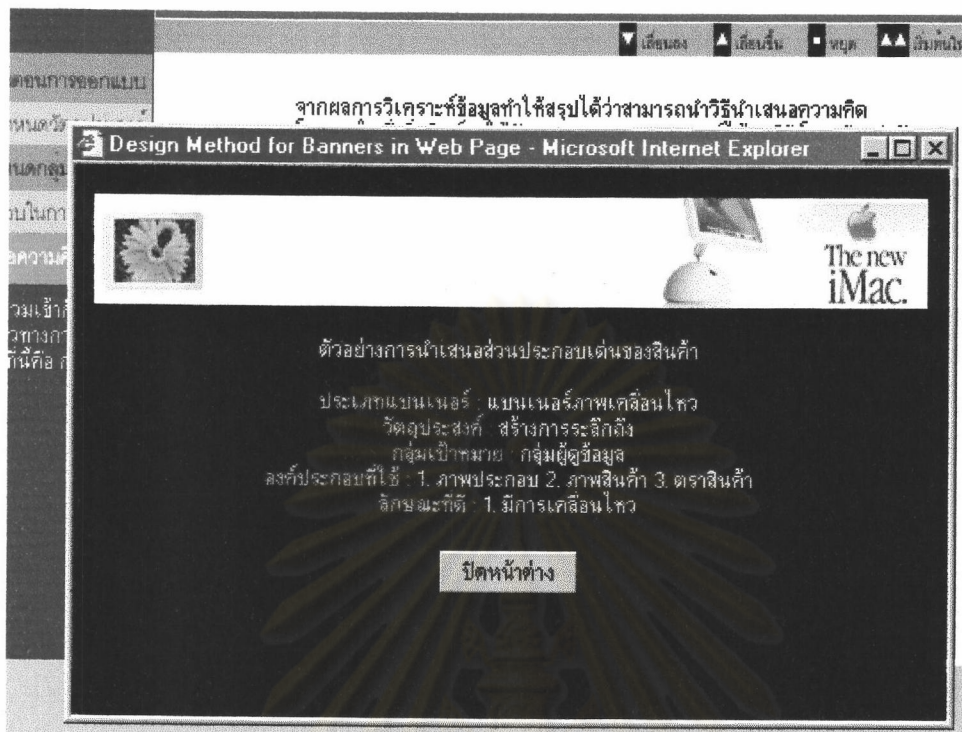 เลื่อนลง เลื่อนขึ้น หยุด
จากผลการวิเคราะห์ข้อมูลทำให้สรุปได้ว่าสามารถนำวิธีนำเสนอความคิด
Design Method for Banners in Web Page - Microsoft Internet Explorer
The new
iMac.
ตัวอย่างการนำเสนอส่วนประกอบเด่นของสินค้า
ประเภทแบนเนอร์ : แบนเนอร์ภาพเคลื่อนไหว
วัตถุประสงค์ : สร้างการระลึกถึง
กลุ่มเป้าหมาย : กลุ่มผู้ดูข้อมูล
องค์ประกอบที่ใช้ : 1. ภาพประกอบ 2. ภาพสินค้า 3. ตราสินค้า
ลักษณะที่ดี : 1. มีการเคลื่อนไหว
ปิดหน้าต่าง